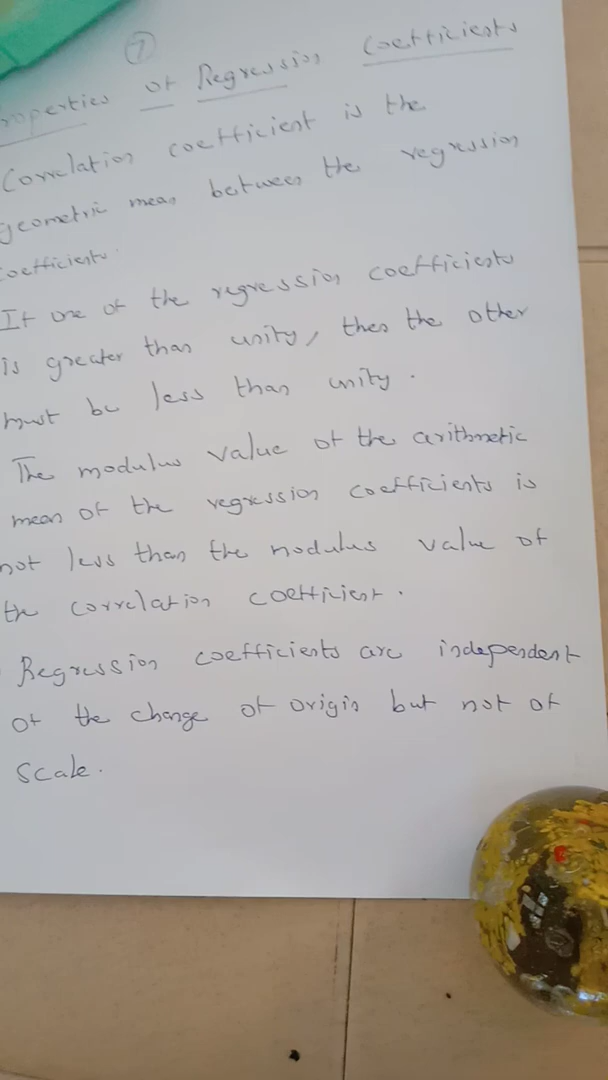 7
roperties of Regression Coefficients
Correlation coefficient is the
geometric mean between the regression
coefficients.
If one of the regression coefficients
is greater than unity, then the other
must be less than unity.
The modulus value of the arithmetic
mean of the regression coefficients is
not less than the modulus value of
the correlation coefficient.
Regression coefficients are independent
of the change of origin but not of
scale.